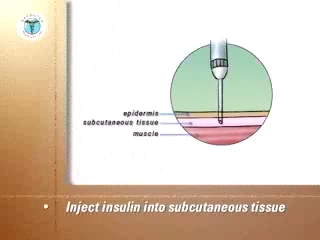 epidermis
subcutaneous tissue
muscle
• Inject insulin into subcutaneous tissue